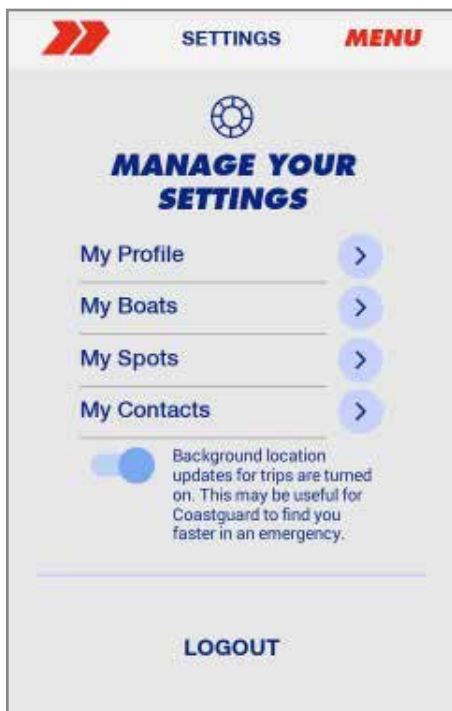 SETTINGS MENU
MANAGE YOUR
SETTINGS
My Profile
My Boats
My Spots
My Contacts
Background location
updates for trips are turned
on. This may be useful for
Coastguard to find you
faster in an emergency.
LOGOUT